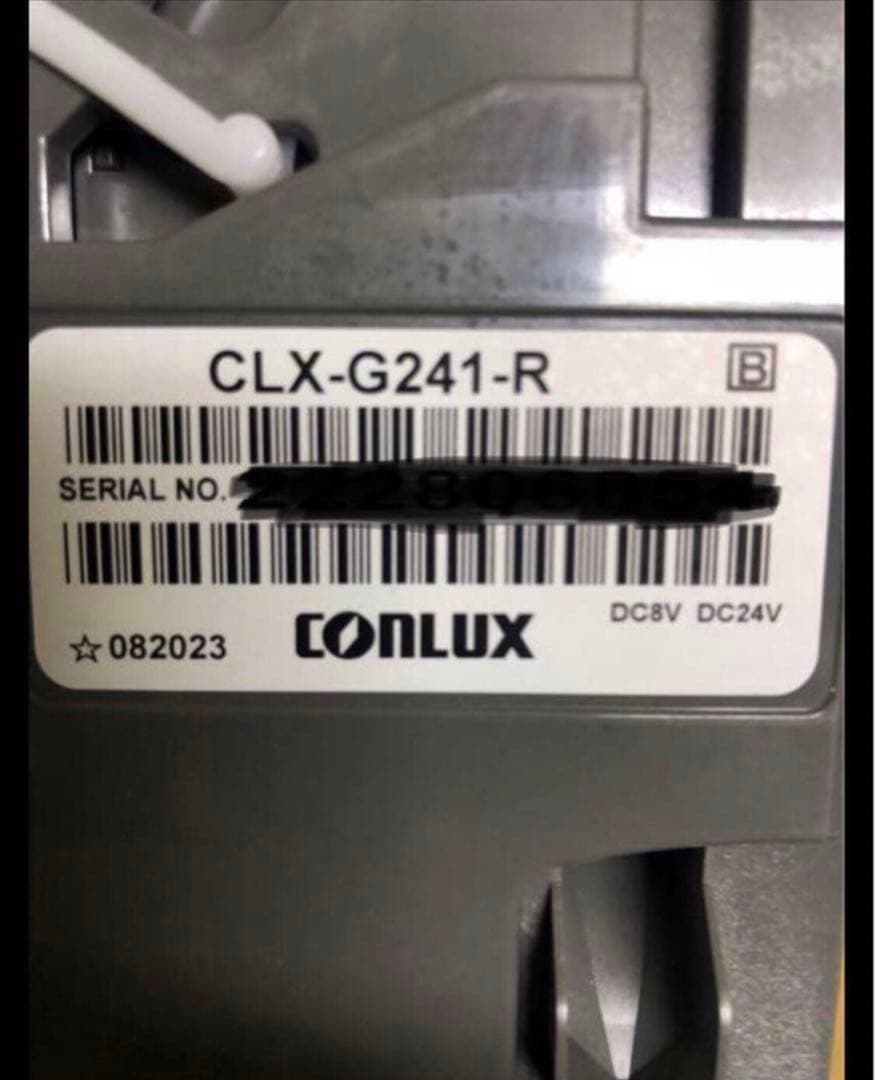 CLX-G241-R B
SERIAL NO.
DC8V DC24V
☆082023 CONLUX